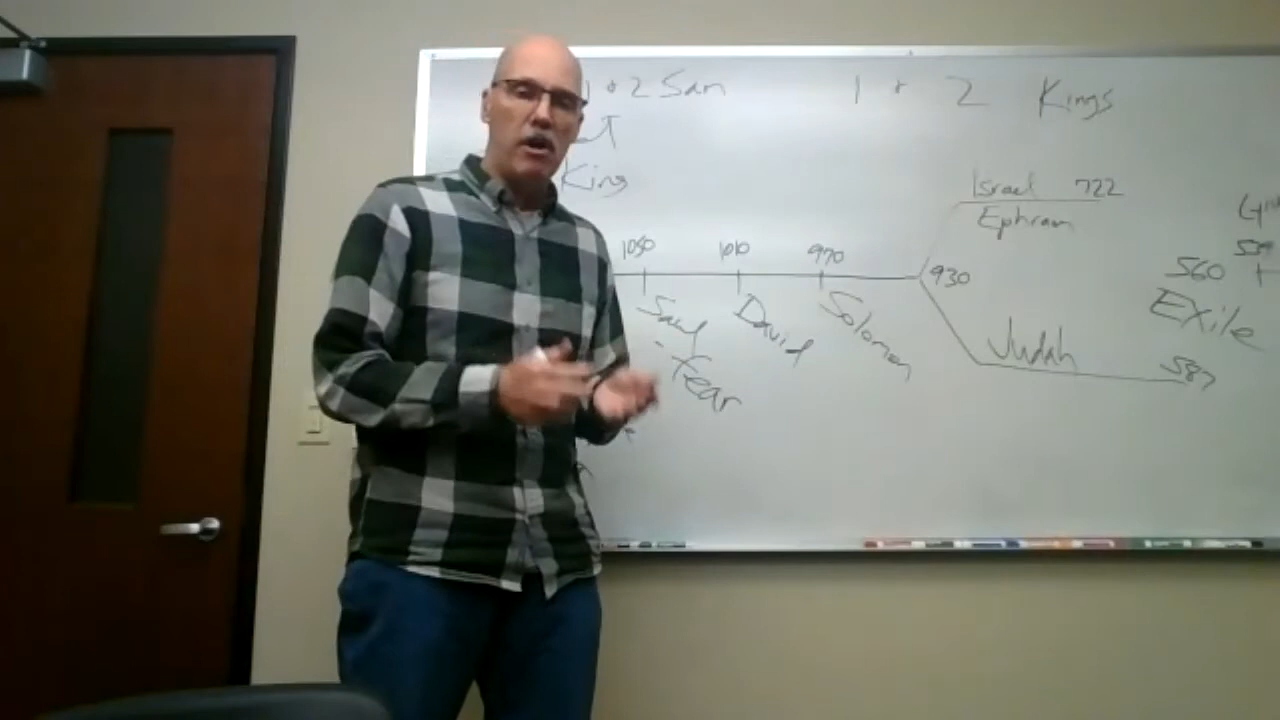 1 + 2 Sam
1 + 2 Kings
King
Israel 722
Ephram
1050 1010 970 930
560
Exile
Saul David Solomon
Fear
Judah 587